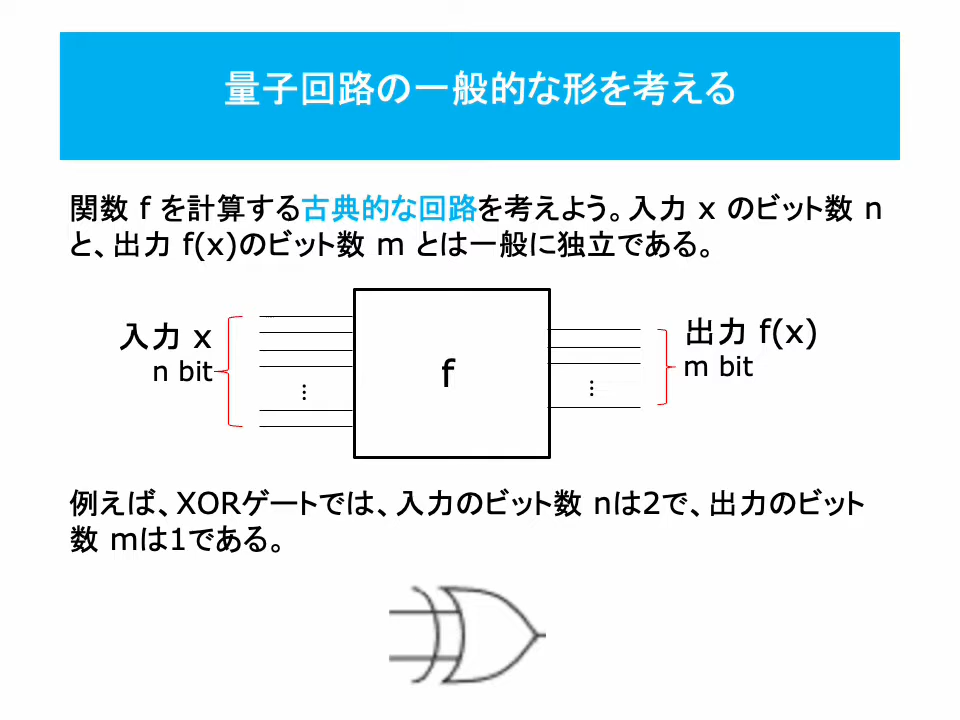 量子回路の一般的な形を考える
関数 f を計算する古典的な回路を考えよう。入力 x のビット数 n
と、出力 f(x)のビット数 m とは一般に独立である。
入力 x
n bit
…
f
…
出力 f(x)
m bit
例えば、XORゲートでは、入力のビット数 nは2で、出力のビット
数 mは1である。